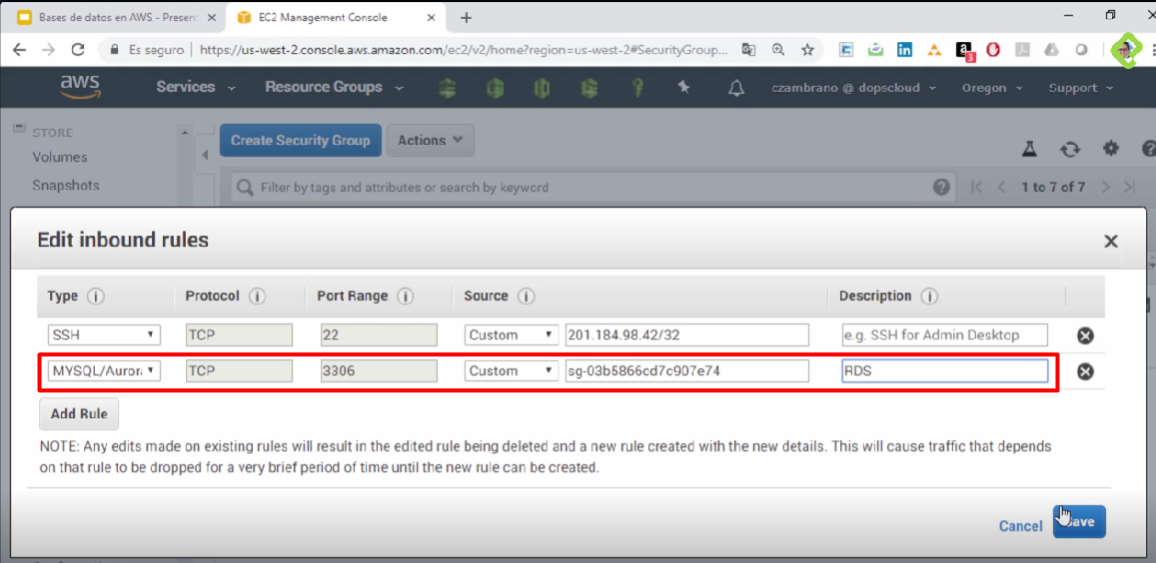 Bases de datos en AWS - Present
EC2 Management Console
Es seguro
https://us-west-2.console.aws.amazon.com/ec2/v2/home?region=us-west-2#SecurityGroup...
3
aws
Services
Resource Groups
czambrano @ dopscloud
Oregon
Support
STORE
Volumes
Snapshots
Create Security Group
Actions
Filter by tags and attributes or search by keyword
1 to 7 of 7
Edit inbound rules
Type
Protocol
Port Range
Source
Description
SSH TCP 22 Custom 201.184.98.42/32 e.g. SSH for Admin Desktop
MYSQL/Auror TCP 3306 Custom sg-03b5866cd7c907e74 RDS
Add Rule
NOTE: Any edits made on existing rules will result in the edited rule being deleted and a new rule created with the new details. This will cause traffic that depends
on that rule to be dropped for a very brief period of time until the new rule can be created.
Cancel
Save